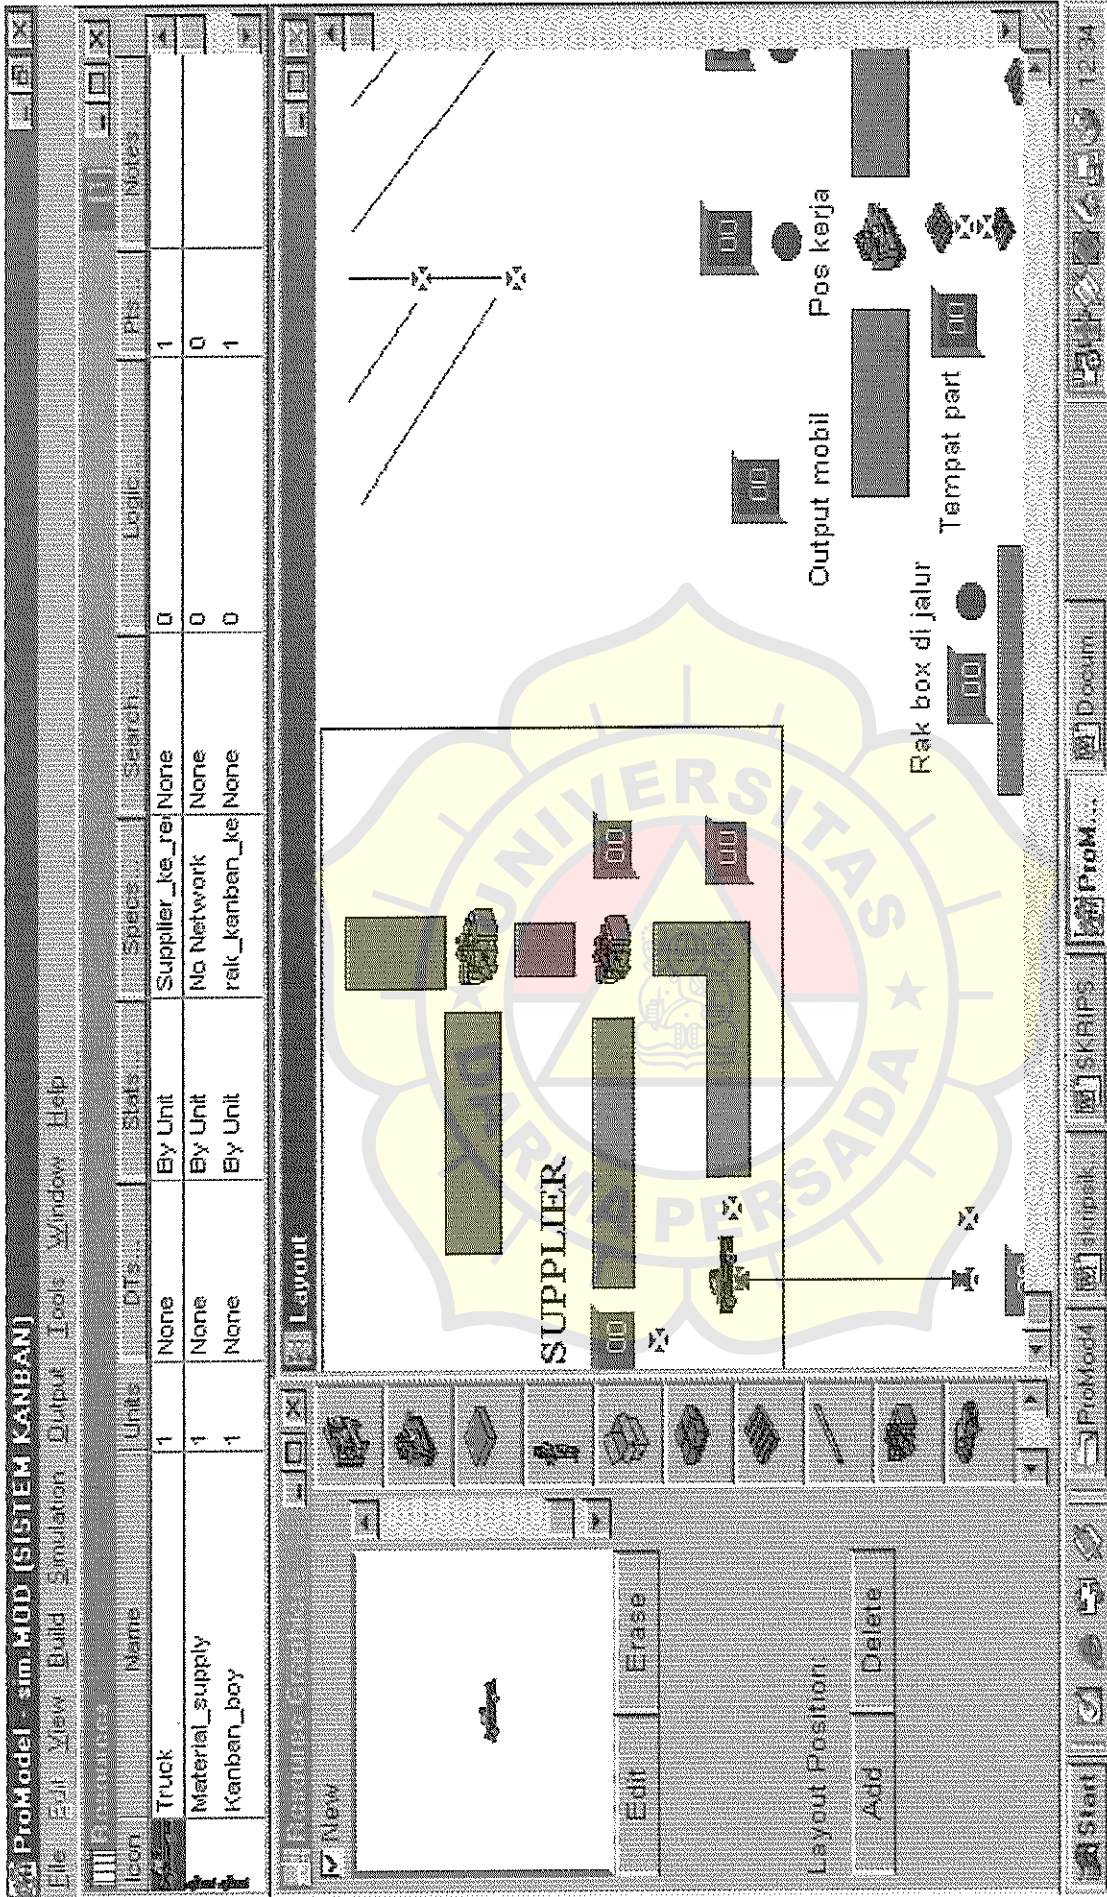 ProModel - sim.MOD [SISTEM KANBAN]
File Edit View Build Simulation Output Tools Window Help
Resources
Icon Name Units DTs... Stats... Specs... Search... Logic... Pts... Notes...
Truck 1 None By Unit Supplier_ke_re None 0 1
Material_supply 1 None By Unit No Network None 0 0
Kanban_boy 1 None By Unit rak_kanban_ke None 0 1
Layout
New
Edit Erase
Layout Position:
Add Delete
SUPPLIER
Output mobil
Pos kerja
Rak box di jalur
Tempat part
UNIVERSITAS
DARMA PERSADA
Start ProMod4 skripsi... SKRIPS... ProM... Docum... 12:34